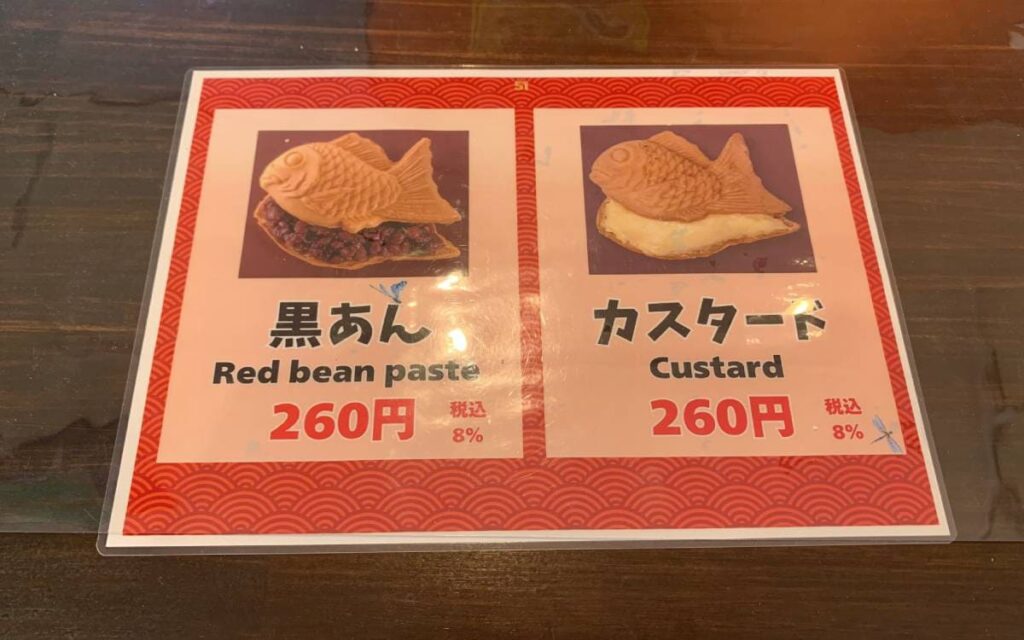 黒あん
Red bean paste
260円
税込
8%
カスタード
Custard
260円
税込
8%